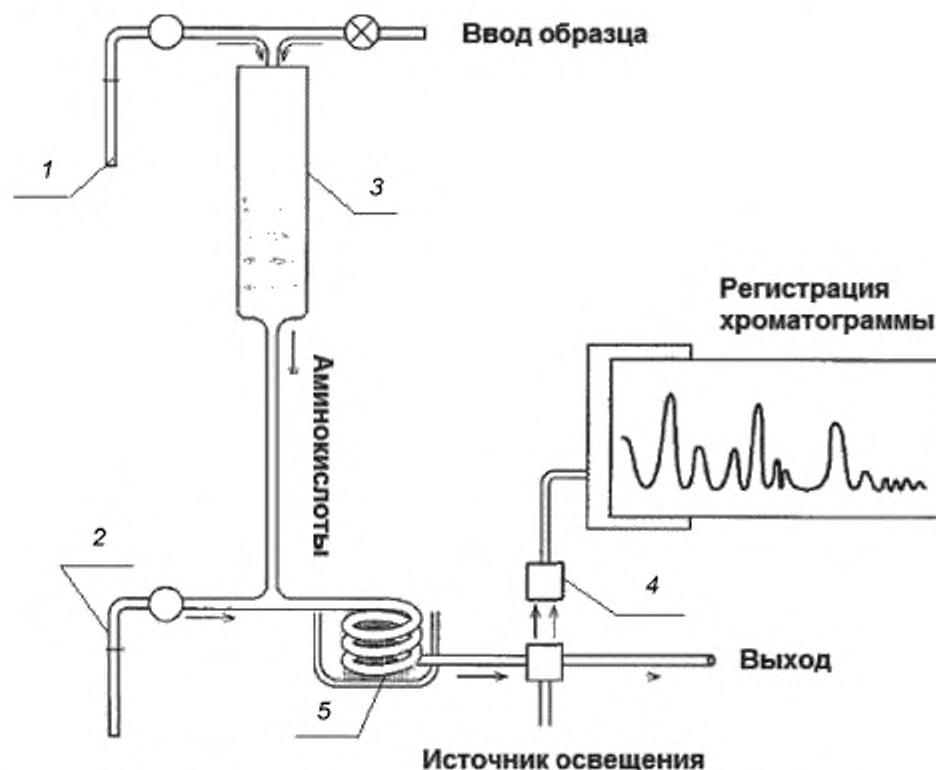 Ввод образца
1
3
Регистрация
хроматограммы
Аминокислоты
2
4
Выход
5
Источник освещения